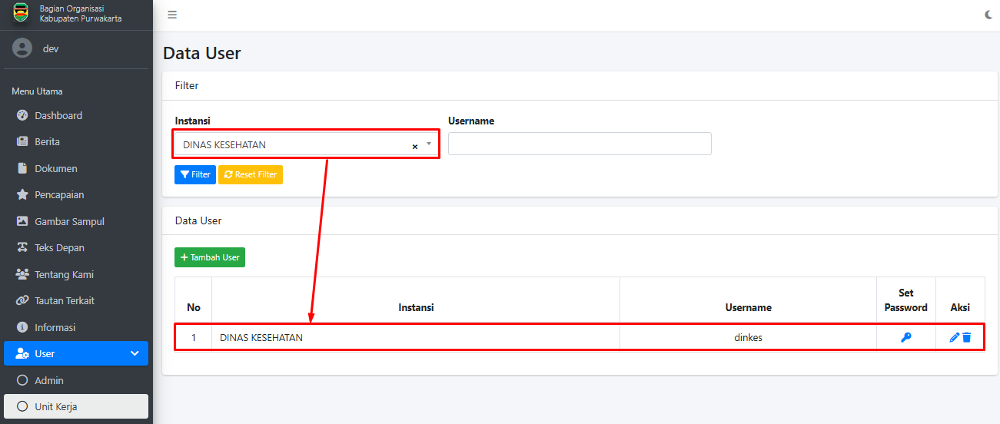 Bagian Organisasi
Kabupaten Purwakarta
dev
Menu Utama
Dashboard
Berita
Dokumen
Pencapaian
Gambar Sampul
Teks Depan
Tentang Kami
Tautan Terkait
Informasi
User
Admin
Unit Kerja
Data User
Filter
Instansi
Username
DINAS KESEHATAN
Filter
Reset Filter
Data User
Tambah User
No
Instansi
Username
Set Password
Aksi
1
DINAS KESEHATAN
dinkes